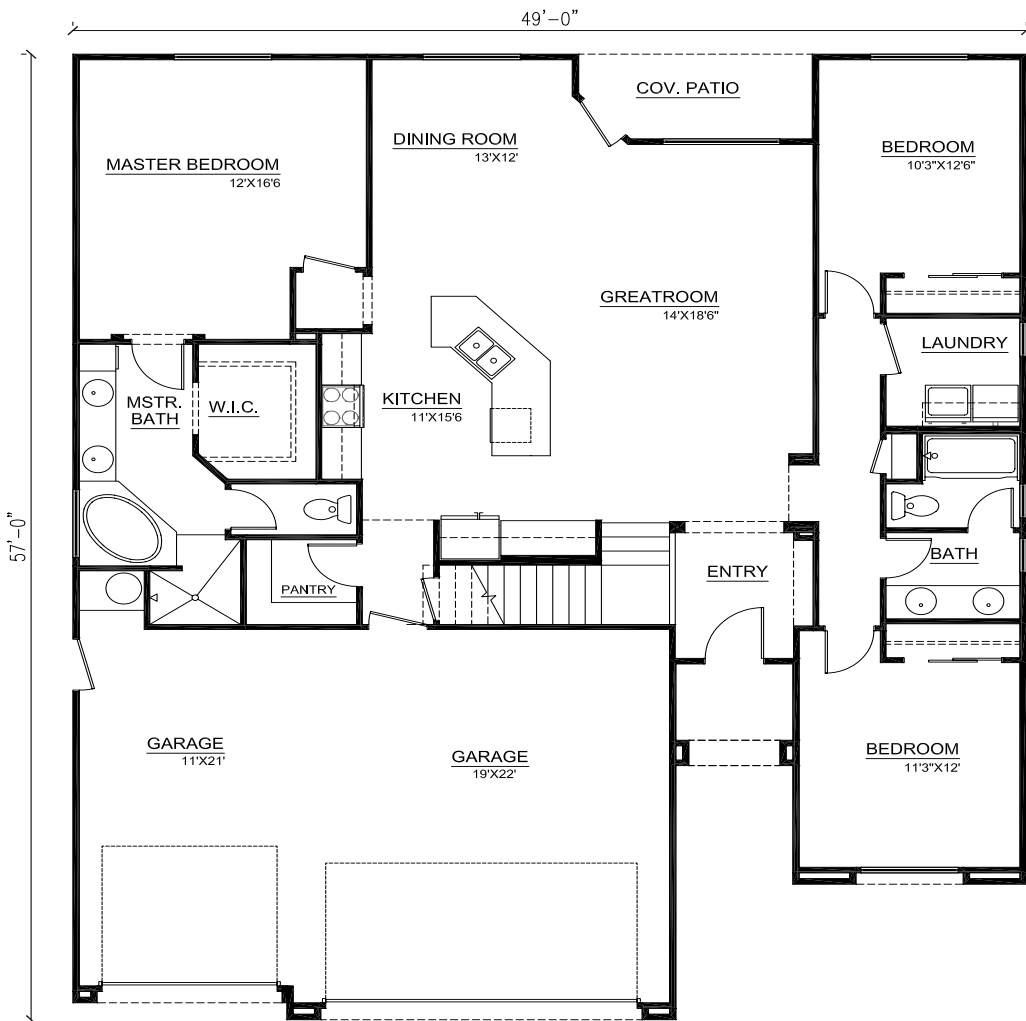 49'-0"
COV. PATIO
DINING ROOM
13'X12'
BEDROOM
10'3"X12'6"
MASTER BEDROOM
12'X16'6
GREATROOM
14'X18'6"
LAUNDRY
KITCHEN
11'X15'6
MSTR.
BATH
W.I.C.
57'-0"
BATH
ENTRY
PANTRY
GARAGE
11'X21'
GARAGE
19'X22'
BEDROOM
11'3"X12'